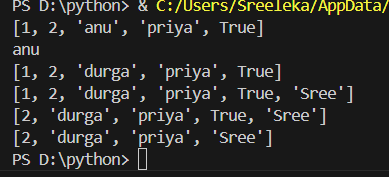 PS D:\python> & C:/Users/Sreeleka/AppData/
[1, 2, 'anu', 'priya', True]
anu
[1, 2, 'durga', 'priya', True]
[1, 2, 'durga', 'priya', True, 'Sree']
[2, 'durga', 'priya', True, 'Sree']
[2, 'durga', 'priya', 'Sree']
PS D:\python>